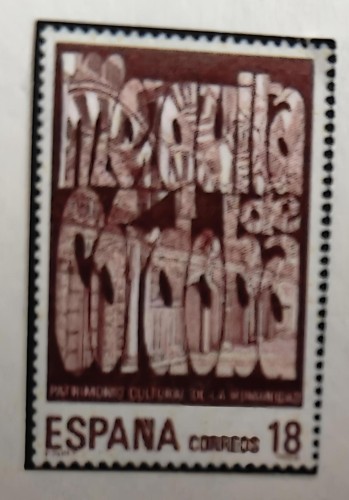 Mezquita
de
Córdoba
PATRIMONIO CULTURAL DE LA HUMANIDAD
ESPAÑA CORREOS 18